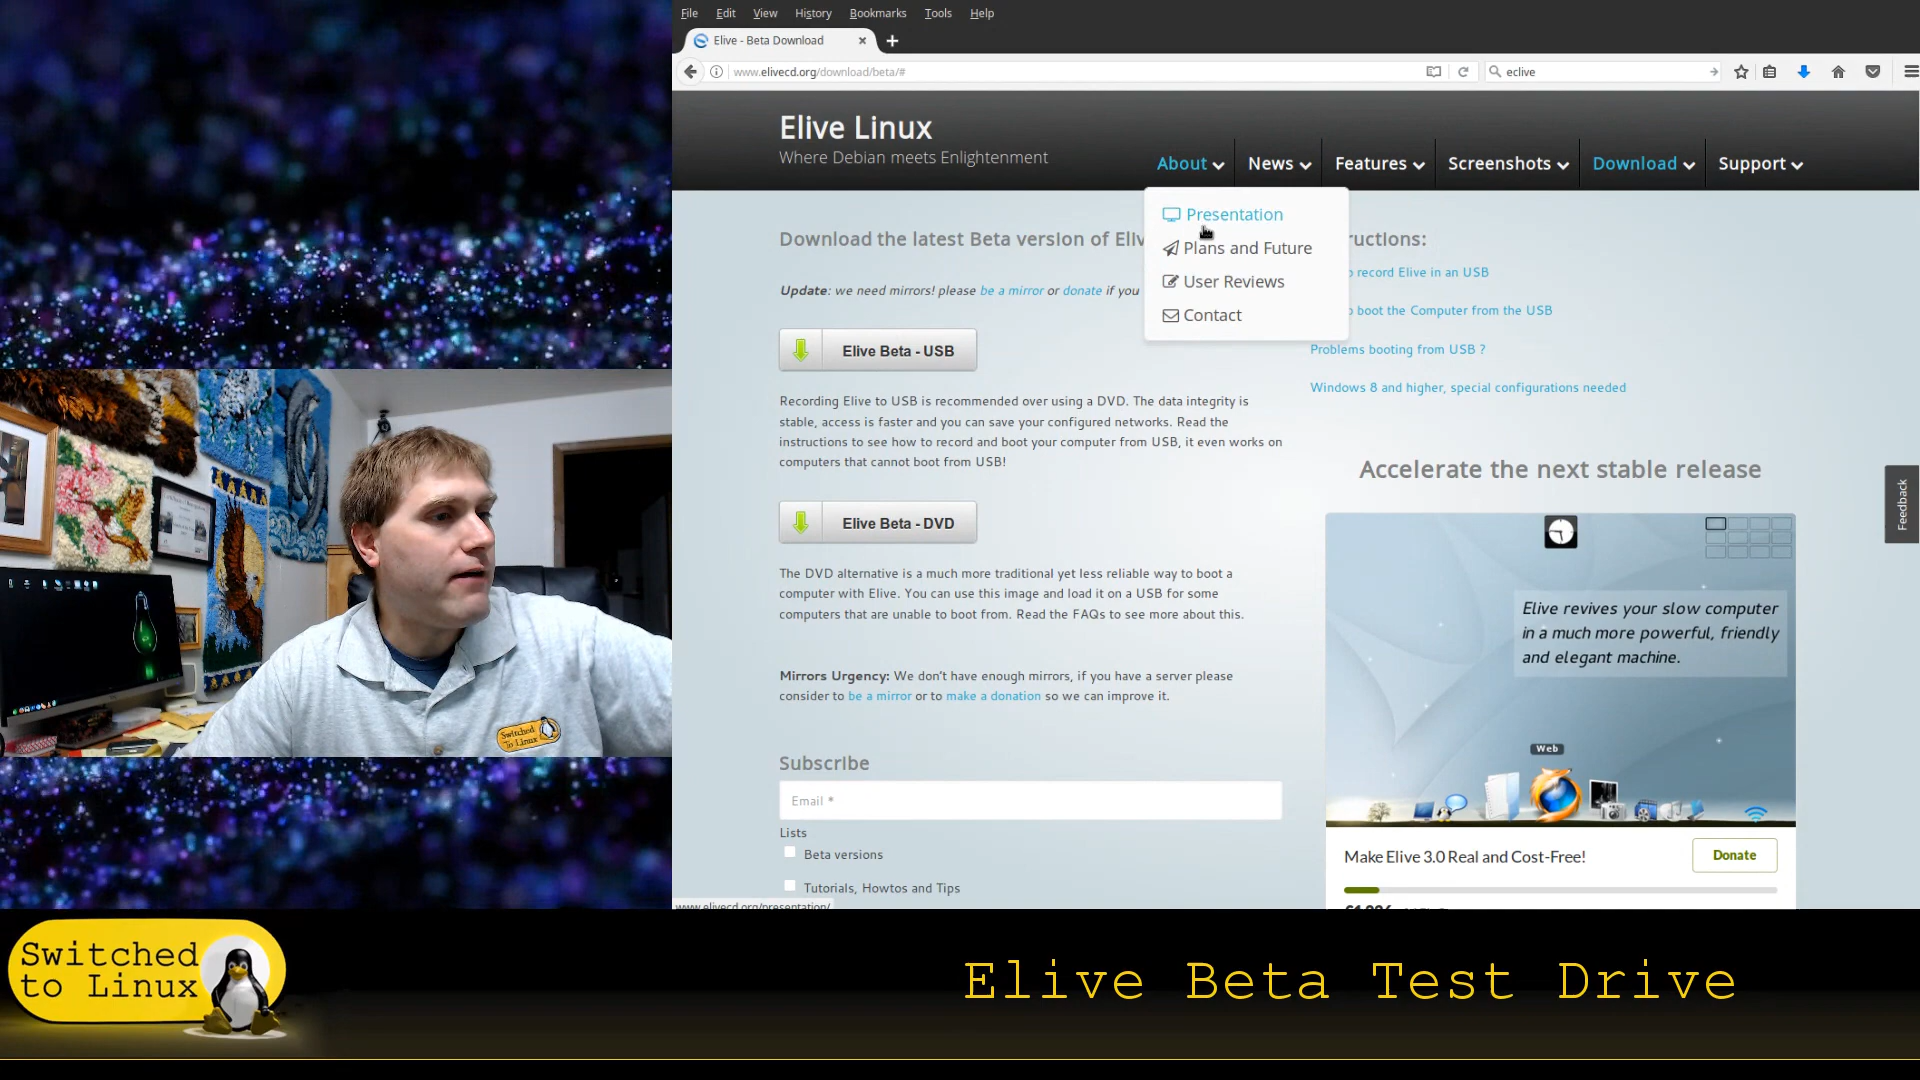 File Edit View History Bookmarks Tools Help
Elive - Beta Download
www.elivecd.org/download/beta/#
eclive
Elive Linux
Where Debian meets Enlightenment
About News Features Screenshots Download Support
Presentation
Plans and Future
User Reviews
Contact
Download the latest Beta version of Eliv
Update: we need mirrors! please be a mirror or donate if you
Elive Beta - USB
Recording Elive to USB is recommended over using a DVD. The data integrity is
stable, access is faster and you can save your configured networks. Read the
instructions to see how to record and boot your computer from USB, it even works on
computers that cannot boot from USB!
Elive Beta - DVD
The DVD alternative is a much more traditional yet less reliable way to boot a
computer with Elive. You can use this image and load it on a USB for some
computers that are unable to boot from. Read the FAQs to see more about this.
Mirrors Urgency: We don't have enough mirrors, if you have a server please
consider to be a mirror or to make a donation so we can improve it.
Subscribe
Email *
Lists
Beta versions
Tutorials, Howtos and Tips
www.elivecd.org/presentation/
ructions:
o record Elive in an USB
o boot the Computer from the USB
Problems booting from USB ?
Windows 8 and higher, special configurations needed
Accelerate the next stable release
Elive revives your slow computer
in a much more powerful, friendly
and elegant machine.
Web
Make Elive 3.0 Real and Cost-Free!
Donate
Feedback
Switched
To Linux
Switched
to Linux
Elive Beta Test Drive